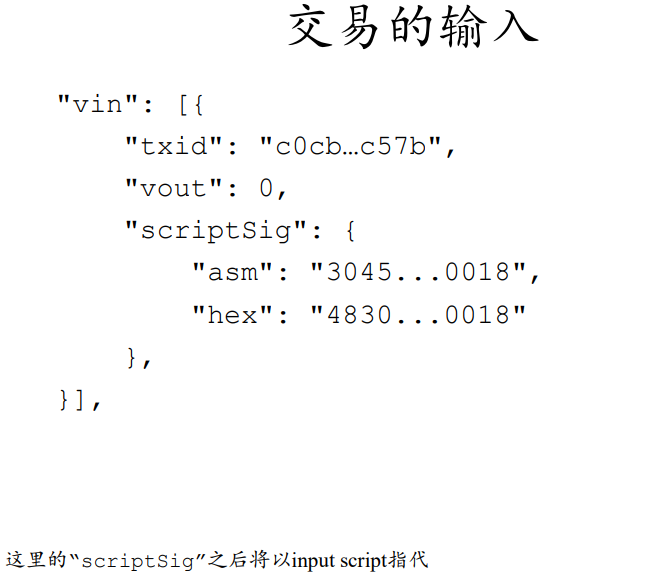 交易的输入
"vin": [{
"txid": "c0cb…c57b",
"vout": 0,
"scriptSig": {
"asm": "3045...0018",
"hex": "4830...0018"
},
}],
这里的“scriptSig”之后将以input script指代